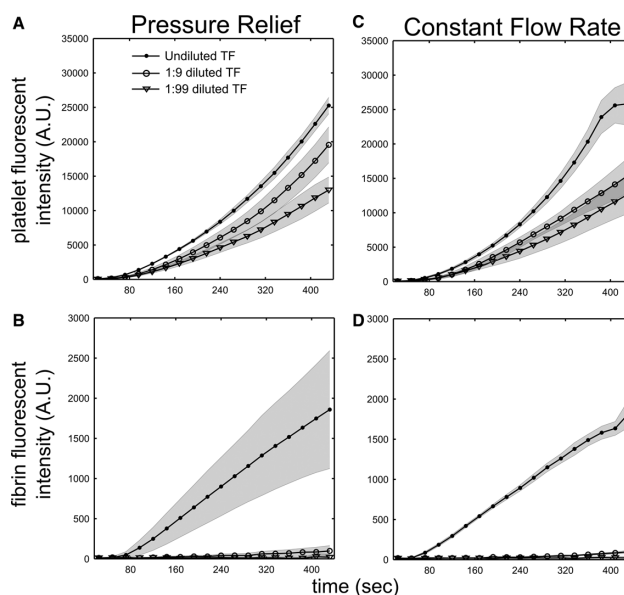 A
Pressure Relief
C
Constant Flow Rate
platelet fluorescent
intensity (A.U.)
35000
30000
25000
20000
15000
10000
5000
0
Undiluted TF
1:9 diluted TF
1:99 diluted TF
80 160 240 320 400
35000
30000
25000
20000
15000
10000
5000
0
80 160 240 320 400
B
D
fibrin fluorescent
intensity (A.U.)
3000
2500
2000
1500
1000
500
0
80 160 240 320 400
3000
2500
2000
1500
1000
500
0
80 160 240 320 400
time (sec)